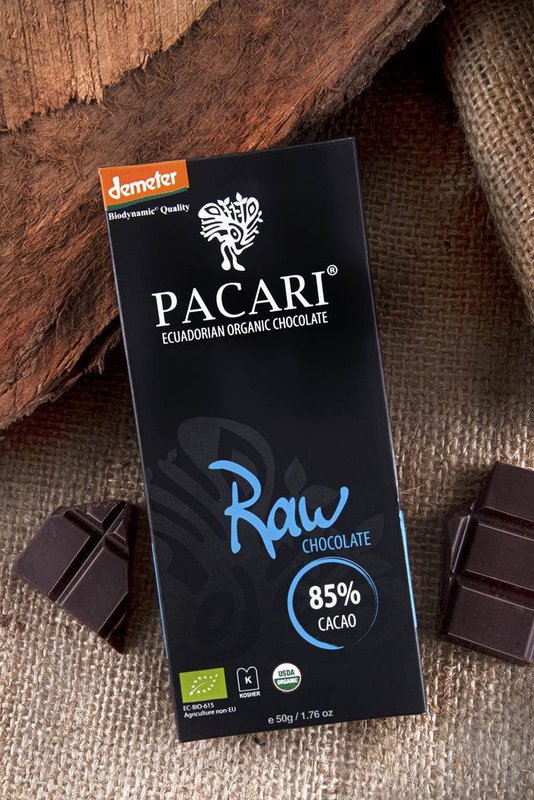 demeter
Biodynamic® Quality
PACARI®
ECUADORIAN ORGANIC CHOCOLATE
Raw
CHOCOLATE
85%
CACAO
K
KOSHER
USDA
ORGANIC
EC-BIO-615
Agriculture non-EU
e 50g / 1.76 oz